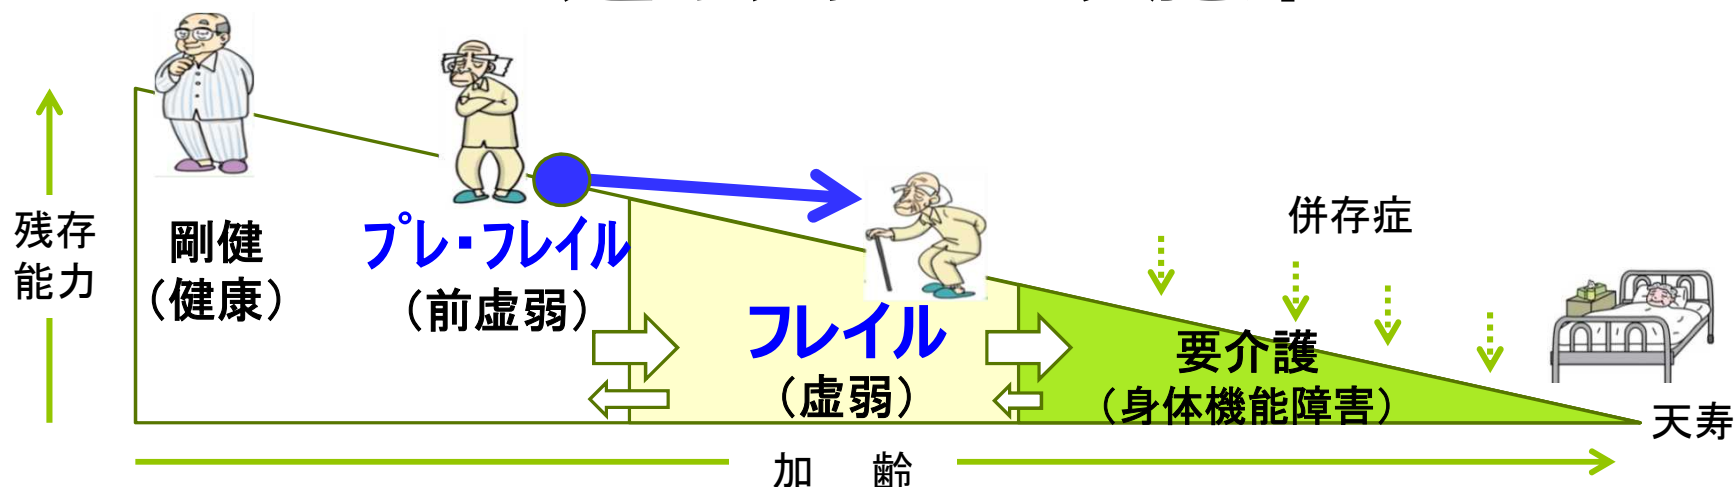 残存
能力
剛健
（健康）
プレ・フレイル
（前虚弱）
フレイル
（虚弱）
要介護
（身体機能障害）
併存症
天寿
加 齢